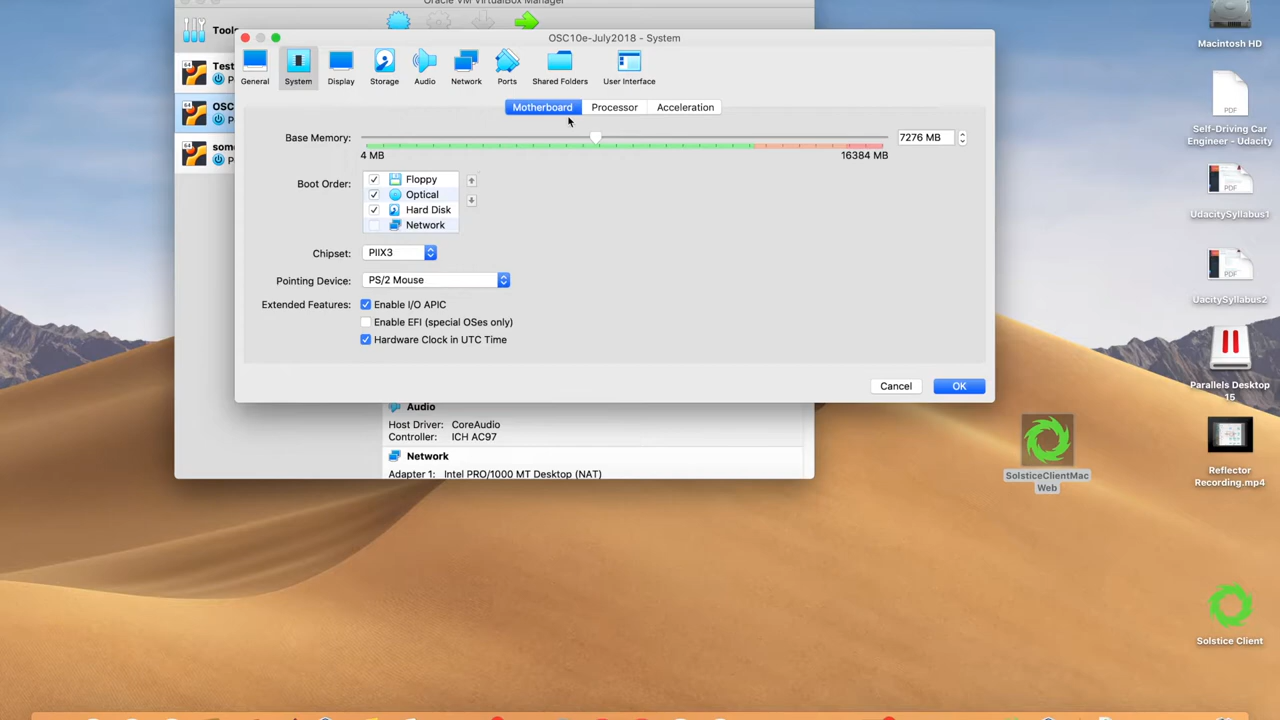 Oracle VM VirtualBox Manager
Tools
OSC10e-July2018 - System
General
System
Display
Storage
Audio
Network
Ports
Shared Folders
User Interface
Test
OSC
som
Motherboard
Processor
Acceleration
Base Memory:
7276 MB
4 MB
16384 MB
Boot Order:
Floppy
Optical
Hard Disk
Network
Chipset:
PIIX3
Pointing Device:
PS/2 Mouse
Extended Features:
Enable I/O APIC
Enable EFI (special OSes only)
Hardware Clock in UTC Time
Cancel
OK
Audio
Host Driver: CoreAudio
Controller: ICH AC97
Network
Adapter 1: Intel PRO/1000 MT Desktop (NAT)
Macintosh HD
PDF
Self-Driving Car
Engineer - Udacity
PDF
UdacitySyllabus1
PDF
UacitySyllabus2
Parallels Desktop
15
Reflector
Recording.mp4
SolsticeClientMac
Web
Solstice Client